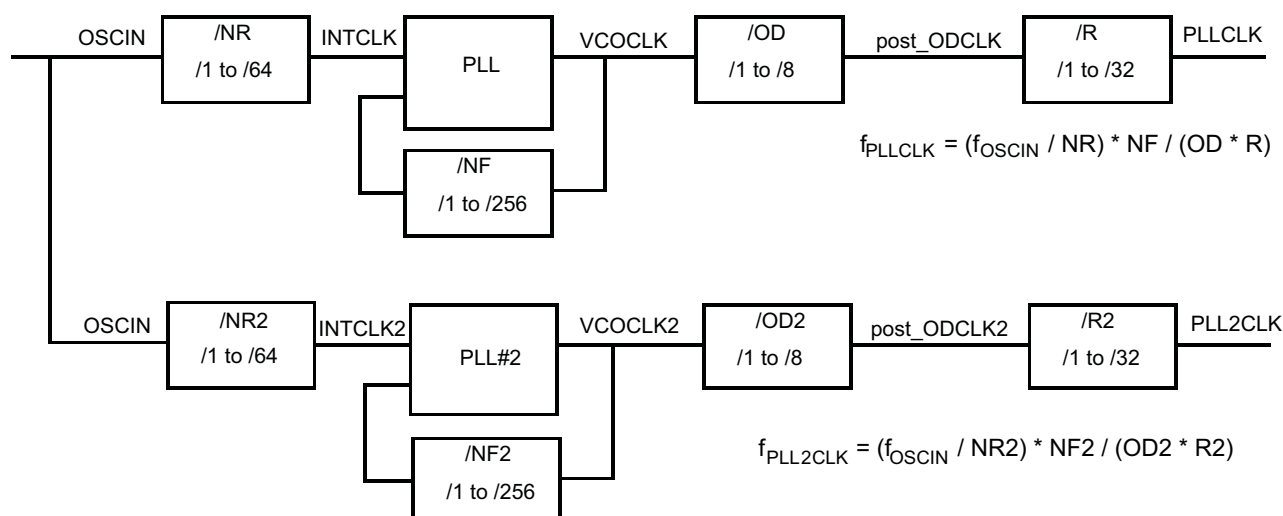 OSCIN
/NR
/1 to /64
INTCLK
PLL
/NF
/1 to /256
VCOCLK
/OD
/1 to /8
post_ODCLK
/R
/1 to /32
PLLCLK
fPLLCLK = (fOSCIN / NR) * NF / (OD * R)
OSCIN
/NR2
/1 to /64
INTCLK2
PLL#2
/NF2
/1 to /256
VCOCLK2
/OD2
/1 to /8
post_ODCLK2
/R2
/1 to /32
PLL2CLK
fPLL2CLK = (fOSCIN / NR2) * NF2 / (OD2 * R2)